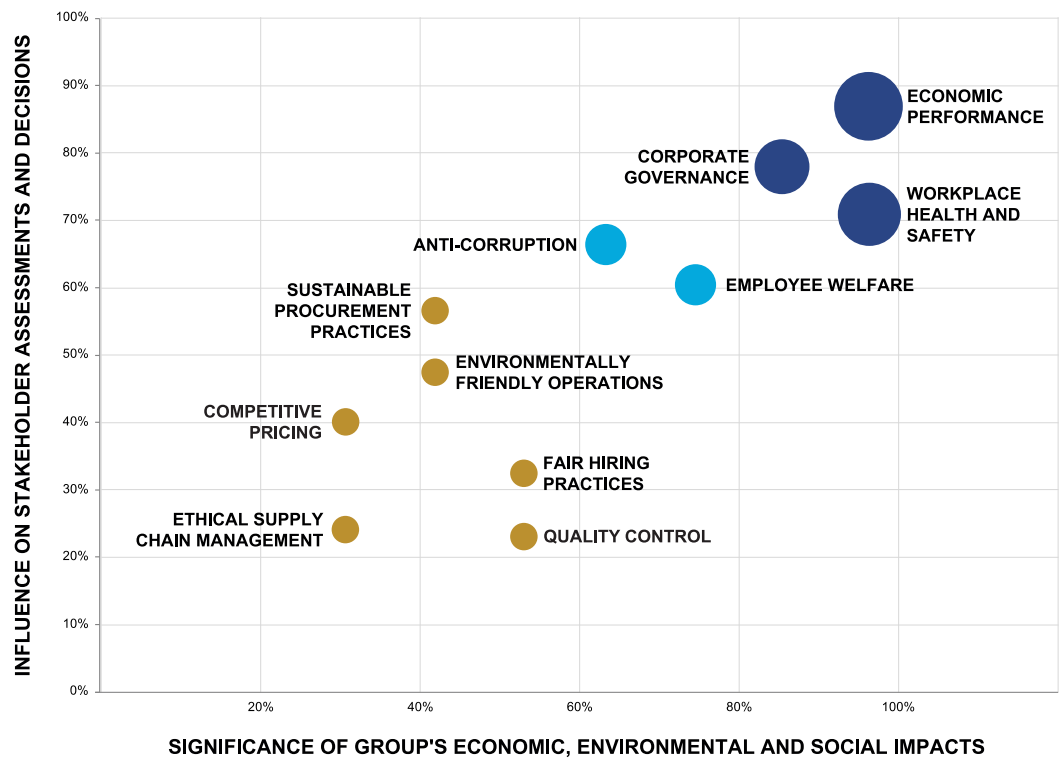 INFLUENCE ON STAKEHOLDER ASSESSMENTS AND DECISIONS
100%
90%
80%
70%
60%
50%
40%
30%
20%
10%
0%
ECONOMIC
PERFORMANCE
CORPORATE
GOVERNANCE
WORKPLACE
HEALTH AND
SAFETY
ANTI-CORRUPTION
EMPLOYEE WELFARE
SUSTAINABLE
PROCUREMENT
PRACTICES
ENVIRONMENTALLY
FRIENDLY OPERATIONS
COMPETITIVE
PRICING
FAIR HIRING
PRACTICES
ETHICAL SUPPLY
CHAIN MANAGEMENT
QUALITY CONTROL
20%
40%
60%
80%
100%
SIGNIFICANCE OF GROUP'S ECONOMIC, ENVIRONMENTAL AND SOCIAL IMPACTS